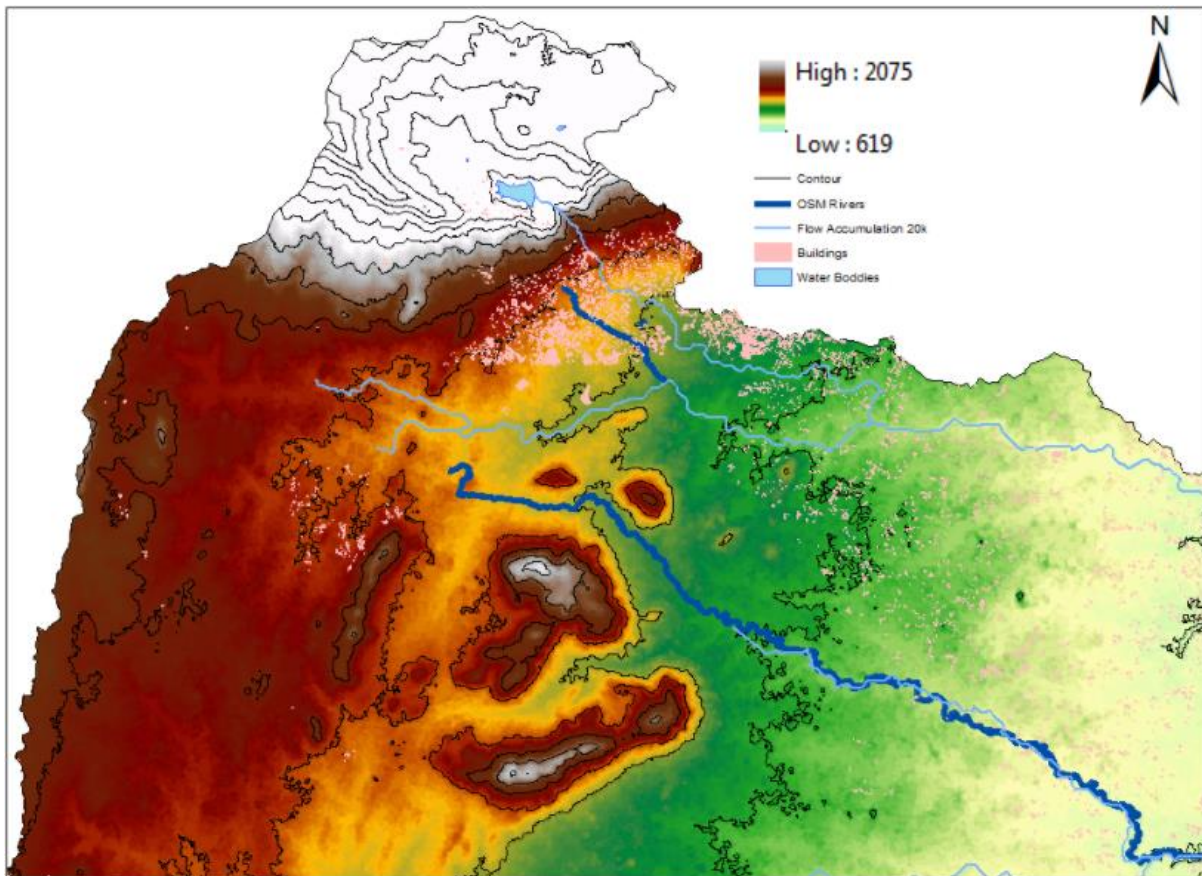 N
High : 2075
Low : 619
Contour
OSM Rivers
Flow Accumulation 20k
Buildings
Water Boddies